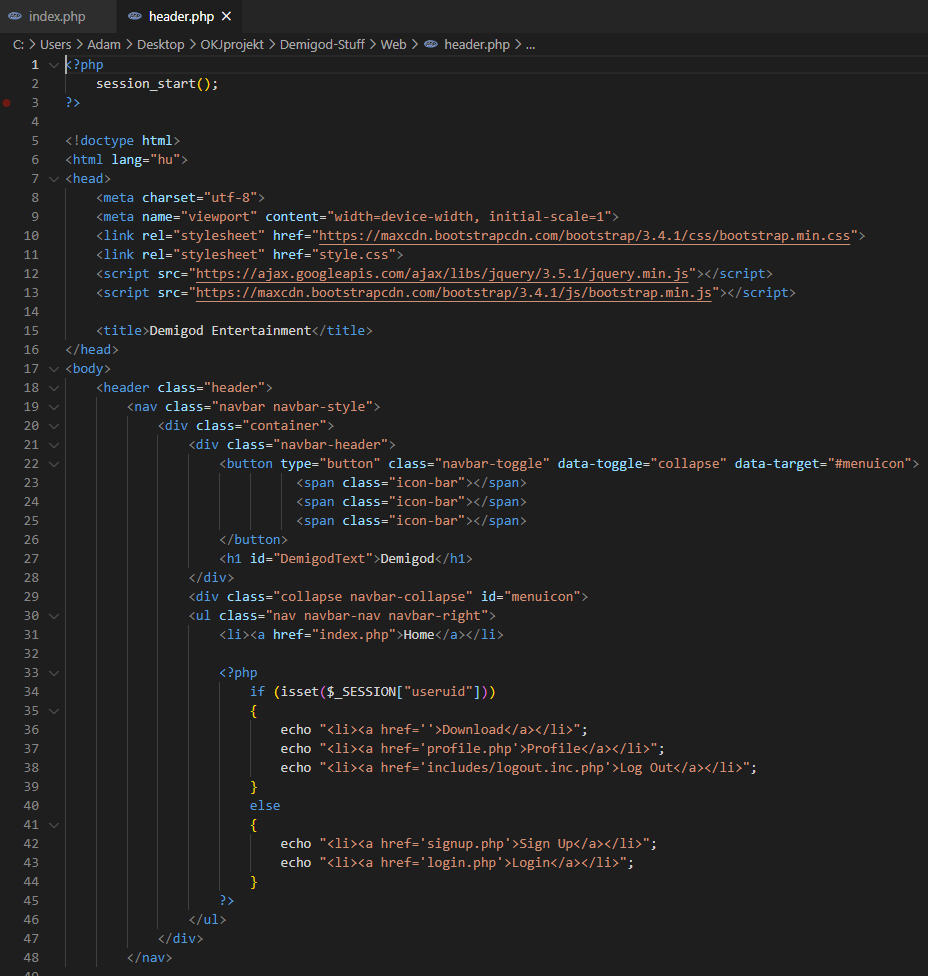 index.php header.php
C: > Users > Adam > Desktop > OKJprojekt > Demigod-Stuff > Web > header.php > ...
1 <?php
2 session_start();
3 ?>
4
5 <!doctype html>
6 <html lang="hu">
7 <head>
8 <meta charset="utf-8">
9 <meta name="viewport" content="width=device-width, initial-scale=1">
10 <link rel="stylesheet" href="https://maxcdn.bootstrapcdn.com/bootstrap/3.4.1/css/bootstrap.min.css">
11 <link rel="stylesheet" href="style.css">
12 <script src="https://ajax.googleapis.com/ajax/libs/jquery/3.5.1/jquery.min.js"></script>
13 <script src="https://maxcdn.bootstrapcdn.com/bootstrap/3.4.1/js/bootstrap.min.js"></script>
14
15 <title>Demigod Entertainment</title>
16 </head>
17 <body>
18 <header class="header">
19 <nav class="navbar navbar-style">
20 <div class="container">
21 <div class="navbar-header">
22 <button type="button" class="navbar-toggle" data-toggle="collapse" data-target="#menuicon">
23 <span class="icon-bar"></span>
24 <span class="icon-bar"></span>
25 <span class="icon-bar"></span>
26 </button>
27 <h1 id="DemigodText">Demigod</h1>
28 </div>
29 <div class="collapse navbar-collapse" id="menuicon">
30 <ul class="nav navbar-nav navbar-right">
31 <li><a href="index.php">Home</a></li>
32
33 <?php
34 if (isset($_SESSION["useruid"]))
35 {
36 echo "<li><a href=''>Download</a></li>";
37 echo "<li><a href='profile.php'>Profile</a></li>";
38 echo "<li><a href='includes/logout.inc.php'>Log Out</a></li>";
39 }
40 else
41 {
42 echo "<li><a href='signup.php'>Sign Up</a></li>";
43 echo "<li><a href='login.php'>Login</a></li>";
44 }
45 ?>
46 </ul>
47 </div>
48 </nav>